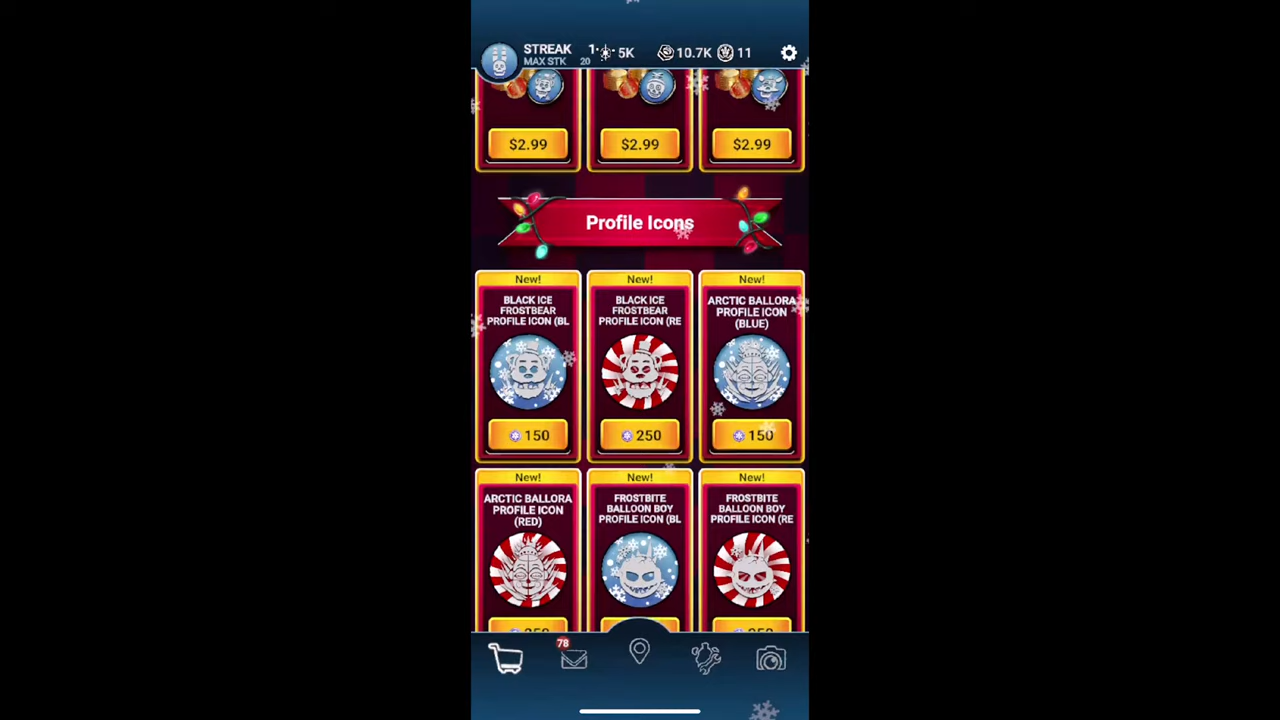 STREAK
MAX STK 20
5K 10.7K 11
$2.99 $2.99 $2.99
Profile Icons
New! New! New!
BLACK ICE
FROSTBEAR
PROFILE ICON (BL
BLACK ICE
FROSTBEAR
PROFILE ICON (RE
ARCTIC BALLORA
PROFILE ICON
(BLUE)
150 250 150
New! New! New!
ARCTIC BALLORA
PROFILE ICON
(RED)
FROSTBITE
BALLOON BOY
PROFILE ICON (BL
FROSTBITE
BALLOON BOY
PROFILE ICON (RE
78